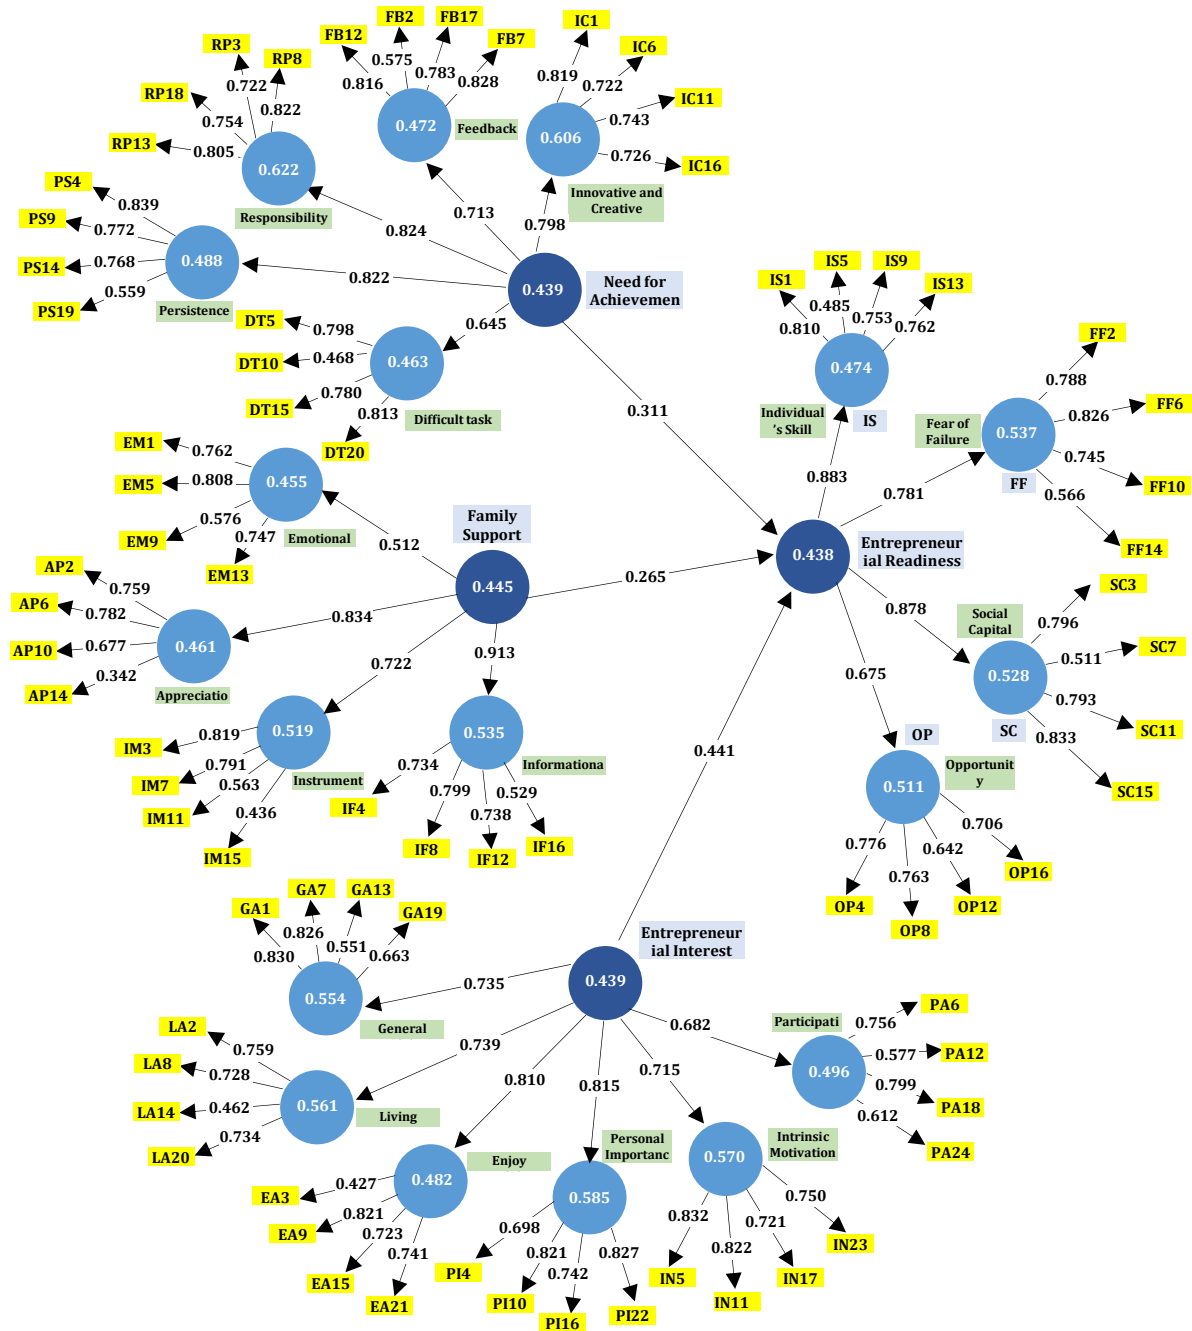 FB2
FB17
IC1
FB12
FB7
IC6
RP3
RP8
0.575
0.783
0.819
0.722
0.816
0.828
IC11
0.722
RP18
0.822
0.743
0.754
0.472
Feedback
0.606
RP13
0.805
0.726
IC16
0.622
PS4
0.839
Responsibility
0.713
0.798
Innovative and
Creative
PS9
0.772
0.824
0.488
PS14
0.768
0.822
0.439
Need for
Achievemen
PS19
0.559
Persistence
IS1
IS5
IS9
IS13
0.485
0.753
0.810
0.762
DT5
0.798
0.645
DT10
0.468
0.463
0.474
FF2
0.780
DT15
0.813
Difficult task
0.311
Individual
's Skill
IS
0.788
0.826
FF6
Fear of
Failure
0.537
EM1
0.762
DT20
0.745
EM5
0.808
0.455
0.883
0.781
FF
FF10
0.566
EM9
0.576
0.747
Emotional
0.512
Family
Support
FF14
EM13
0.438
Entrepreneur
ial Readiness
AP2
0.759
0.445
0.265
SC3
AP6
0.782
0.834
0.878
Social
Capital
0.796
AP10
0.677
0.461
SC7
0.511
AP14
0.342
Appreciatio
0.722
0.913
0.675
0.528
0.793
SC11
IM3
0.819
0.519
0.535
0.441
OP
SC
0.833
IM7
0.791
Instrument
0.734
Informationa
0.511
Opportunit
y
SC15
IM11
0.563
IF4
0.799
0.529
0.436
0.738
0.706
IM15
IF8
IF12
IF16
0.776
0.763
0.642
OP16
GA1
GA7
GA13
GA19
OP4
OP8
OP12
0.826
0.551
0.830
0.663
Entrepreneur
ial Interest
0.554
0.735
0.439
General
LA2
0.759
0.739
0.682
Participati
0.756
PA6
LA8
0.728
0.577
PA12
0.810
0.815
0.715
0.496
LA14
0.462
0.561
0.799
PA18
Living
0.612
LA20
0.734
Personal
Importanc
Intrinsic
Motivation
PA24
Enjoy
0.570
0.482
EA3
0.427
0.585
0.750
EA9
0.821
0.698
0.832
0.721
0.723
0.741
0.821
0.827
0.822
IN23
EA15
PI4
0.742
IN5
IN17
EA21
PI10
PI22
IN11
PI16